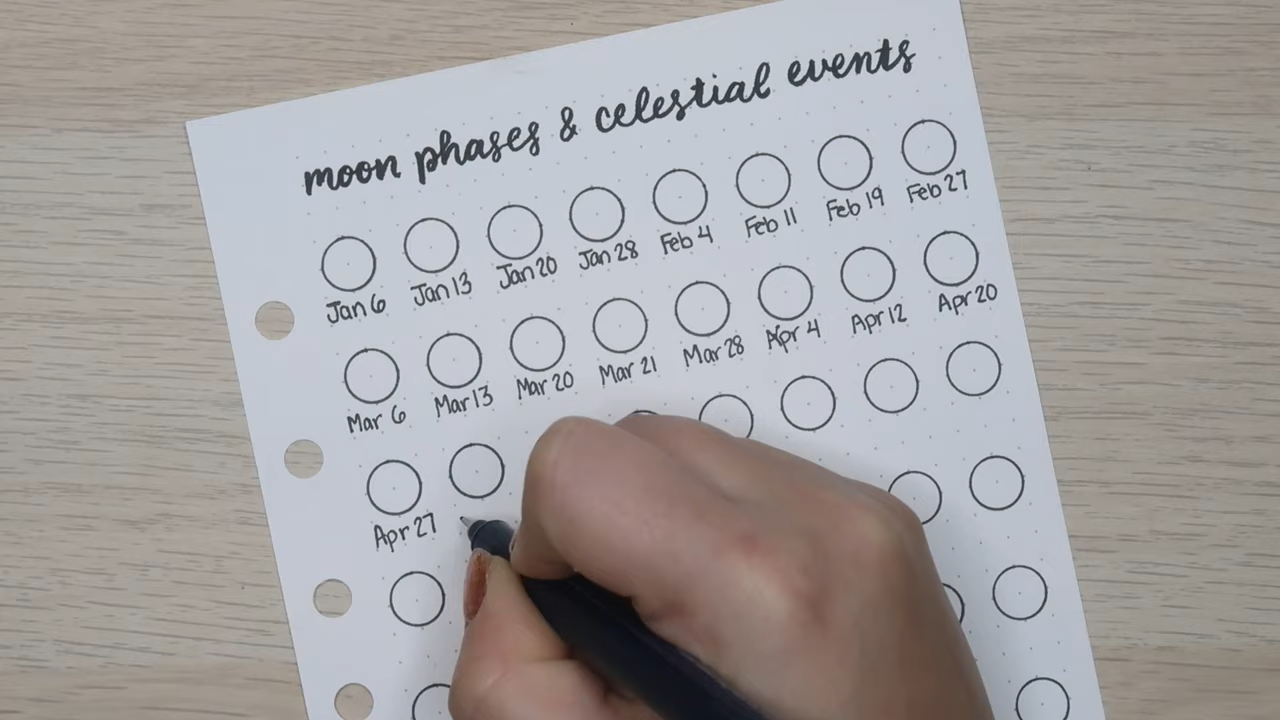 moon phases & celestial events
Jan 6 Jan 13 Jan 20 Jan 28 Feb 4 Feb 11 Feb 19 Feb 27
Mar 6 Mar 13 Mar 20 Mar 21 Mar 28 Apr 4 Apr 12 Apr 20
Apr 27